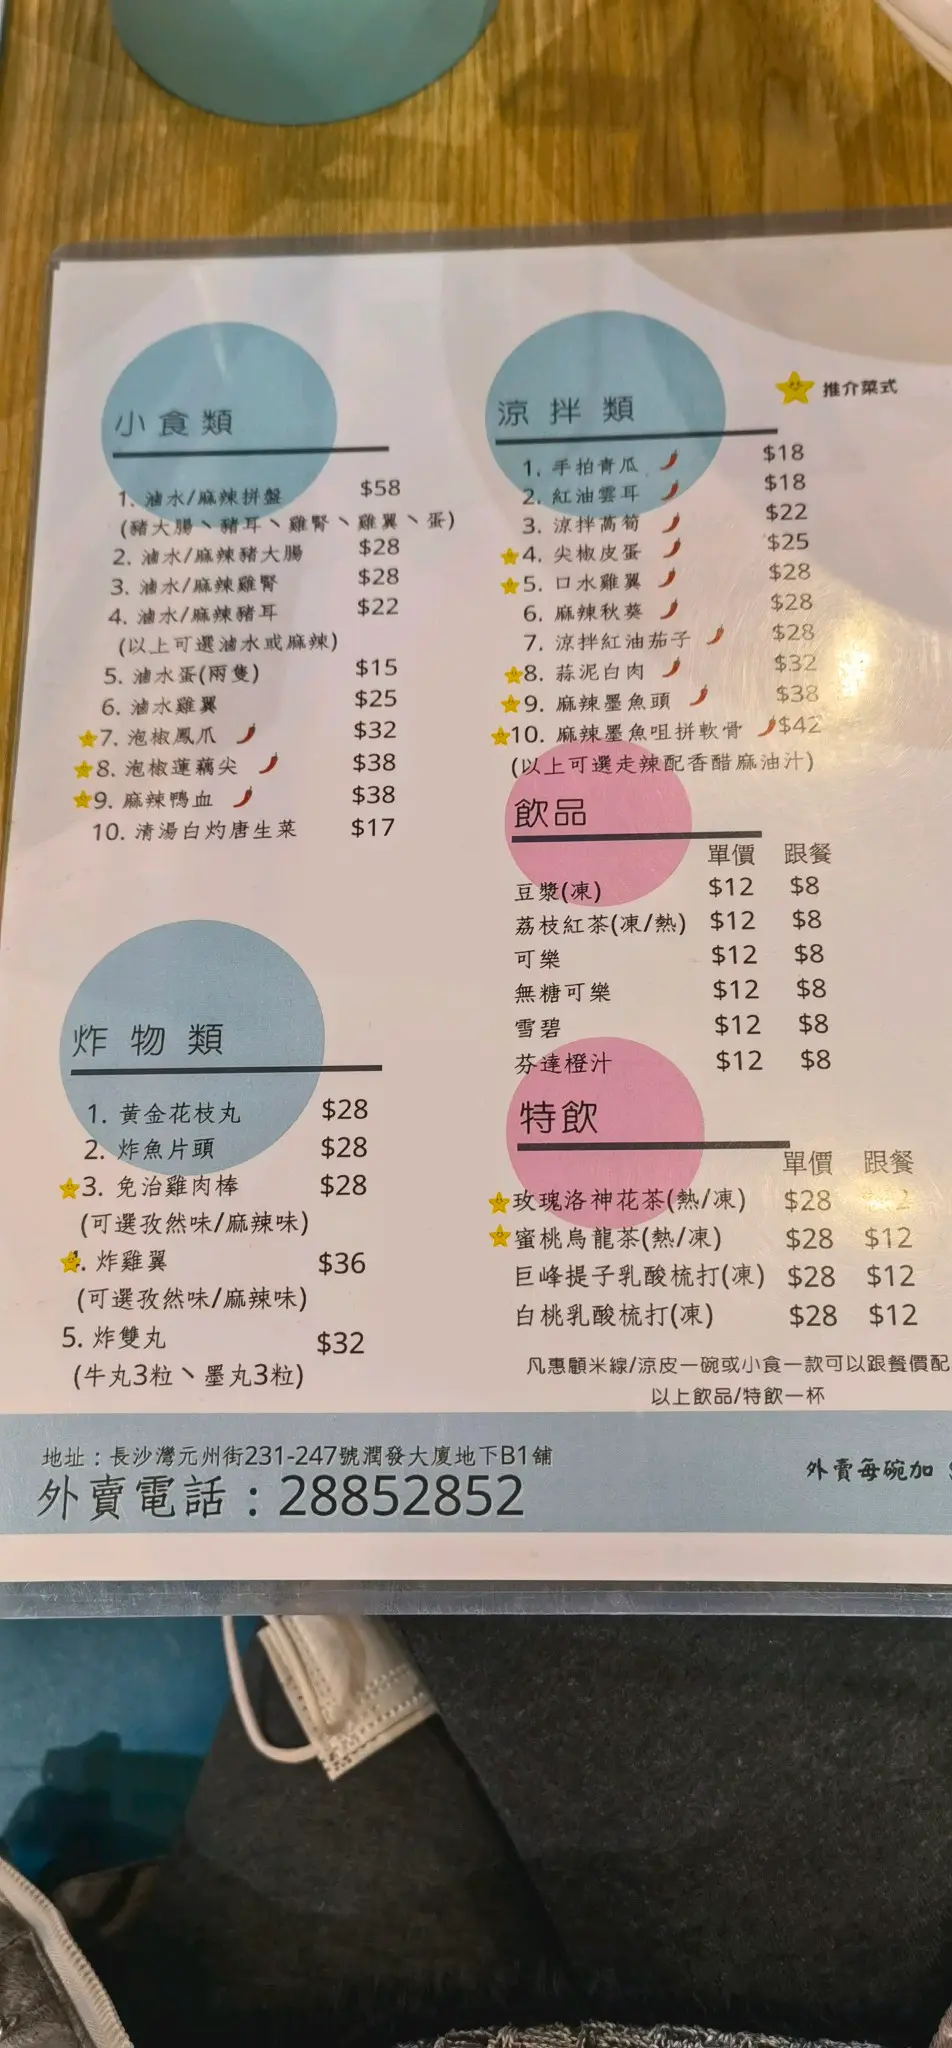 小食類
1. 滷水/麻辣拼盤 $58
(豬大腸丶豬耳丶雞腎丶雞翼丶蛋)
2. 滷水/麻辣豬大腸 $28
3. 滷水/麻辣雞腎 $28
4. 滷水/麻辣豬耳 $22
(以上可選滷水或麻辣)
5. 滷水蛋(兩隻) $15
6. 滷水雞翼 $25
7. 泡椒鳳爪 $32
8. 泡椒蓮藕尖 $38
9. 麻辣鴨血 $38
10. 清湯白灼唐生菜 $17
炸物類
1. 黄金花枝丸 $28
2. 炸魚片頭 $28
3. 免治雞肉棒 $28
(可選孜然味/麻辣味)
. 炸雞翼 $36
(可選孜然味/麻辣味)
5. 炸雙丸 $32
(牛丸3粒丶墨丸3粒)
推介菜式
涼拌類
1. 手拍青瓜 $18
2. 紅油雲耳 $18
3. 涼拌萵筍 $22
4. 尖椒皮蛋 $25
5. 口水雞翼 $28
6. 麻辣秋葵 $28
7. 涼拌紅油茄子 $28
8. 蒜泥白肉 $32
9. 麻辣墨魚頭 $38
10. 麻辣墨魚咀拼軟骨 $42
(以上可選走辣配香醋麻油汁)
飲品
單價 跟餐
豆漿(凍) $12 $8
荔枝紅茶(凍/熱) $12 $8
可樂 $12 $8
無糖可樂 $12 $8
雪碧 $12 $8
芬達橙汁 $12 $8
特飲
單價 跟餐
玫瑰洛神花茶(熱/凍) $28
蜜桃烏龍茶(熱/凍) $28 $12
巨峰提子乳酸梳打(凍) $28 $12
白桃乳酸梳打(凍) $28 $12
凡惠顧米線/涼皮一碗或小食一款可以跟餐價配
以上飲品/特飲一杯
地址：長沙灣元州街231-247號潤發大廈地下B1舖
外賣電話：28852852
外賣每碗加